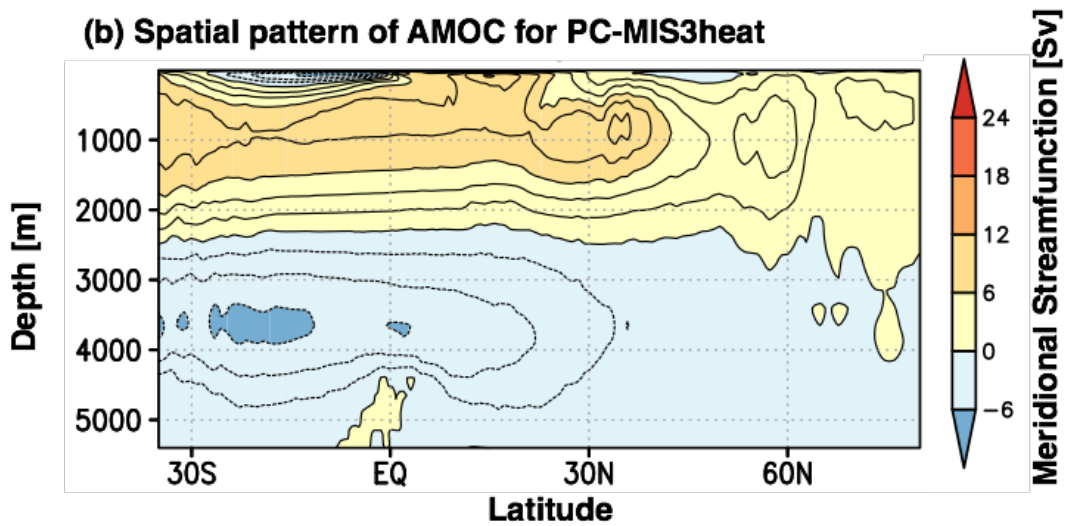 (b) Spatial pattern of AMOC for PC-MIS3heat
1000
2000
3000
4000
5000
Depth [m]
30S
EQ
30N
60N
Latitude
24
18
12
6
0
−6
Meridional Streamfunction [Sv]